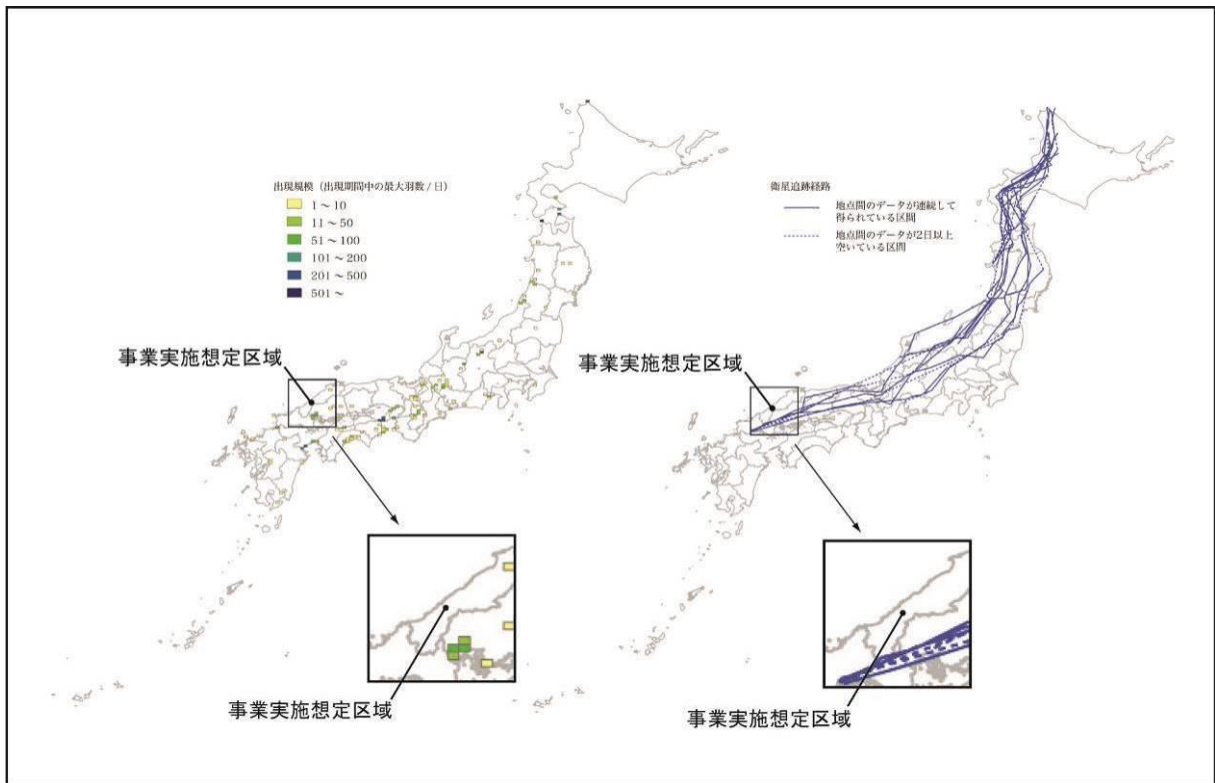 出現規模（出現期間中の最大羽数 / 日）
1 ～ 10
11 ～ 50
51 ～ 100
101 ～ 200
201 ～ 500
501 ～
事業実施想定区域
事業実施想定区域
衛星追跡経路
地点間のデータが連続して
得られている区間
地点間のデータが2日以上
空いている区間
事業実施想定区域
事業実施想定区域